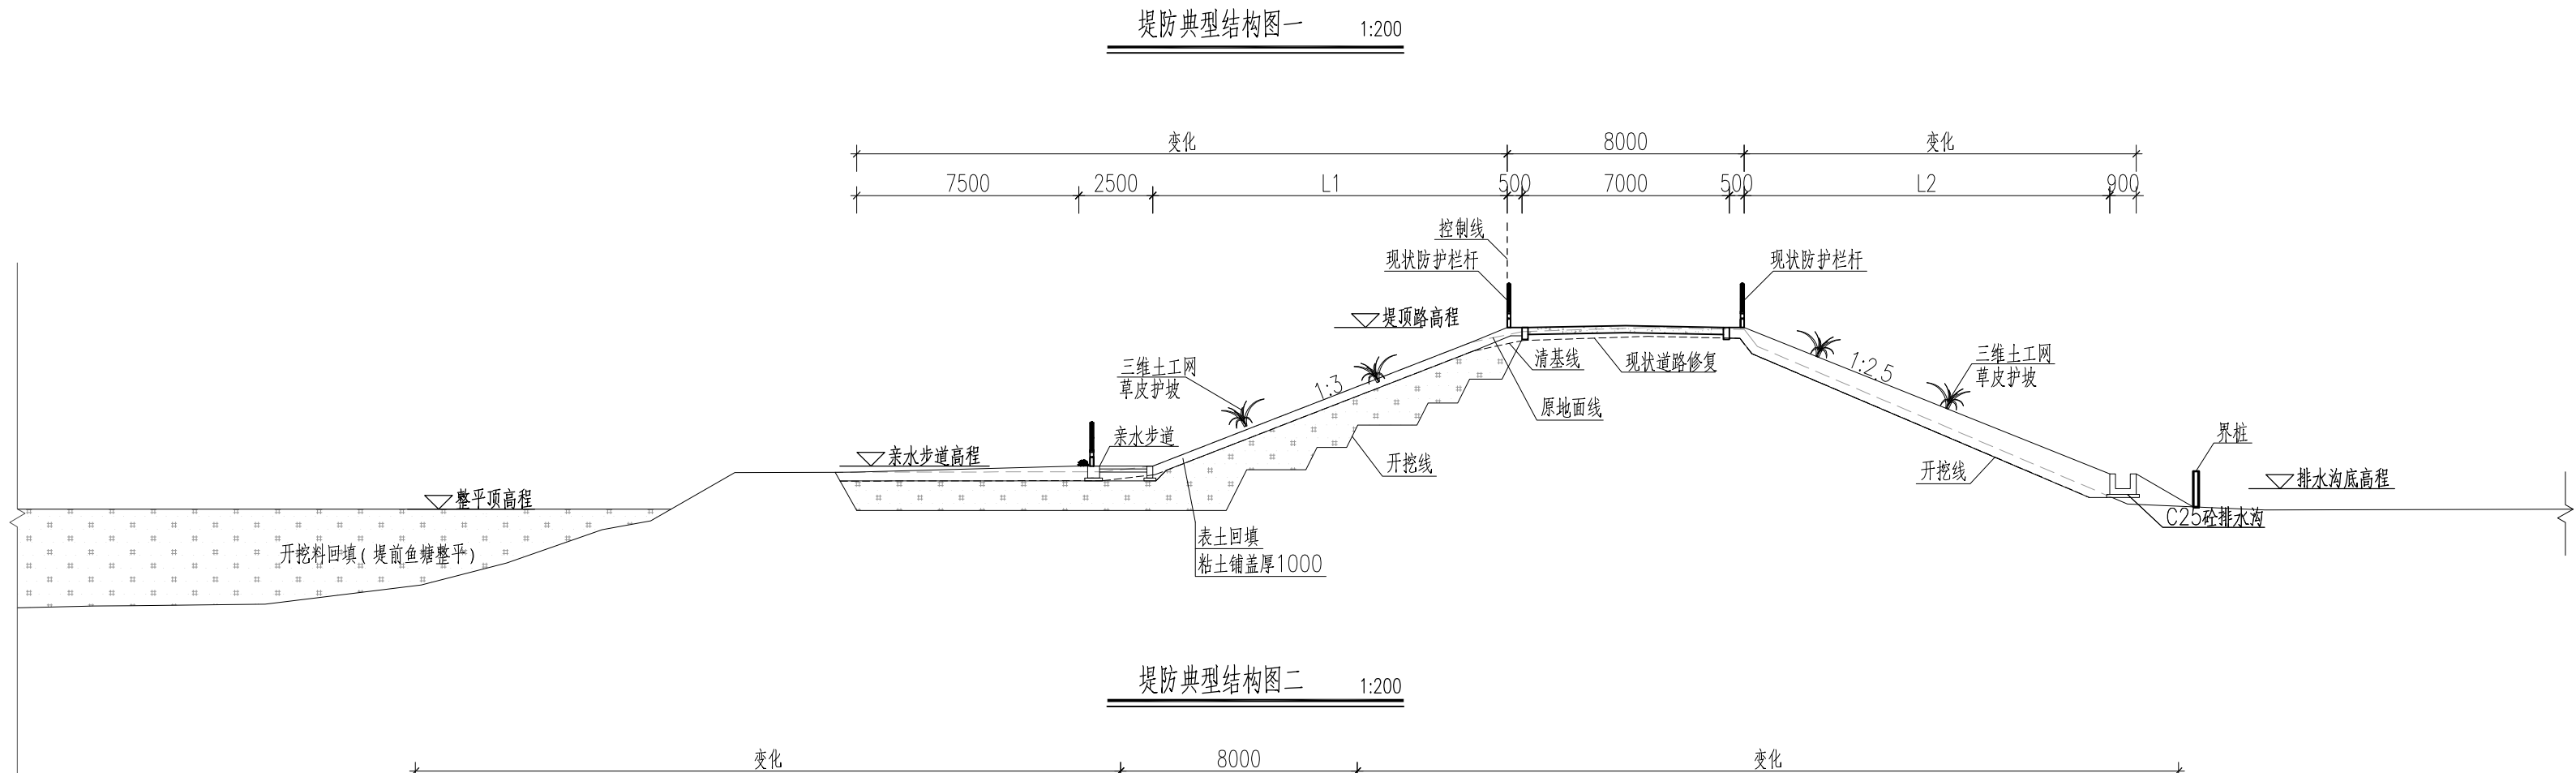 堤防典型结构图一 1:200
变化 8000 变化
7500 2500 L1 500 7000 500 L2 900
控制线
现状防护栏杆 现状防护栏杆
堤顶路高程
三维土工网
草皮护坡
1:3
清基线
现状道路修复
1:2.5
三维土工网
草皮护坡
原地面线
亲水步道
亲水步道高程
开挖线
开挖线
界桩
排水沟底高程
整平顶高程
C25砼排水沟
开挖料回填(堤前鱼塘整平)
表土回填
粘土铺盖厚1000
堤防典型结构图二 1:200
变化 8000 变化